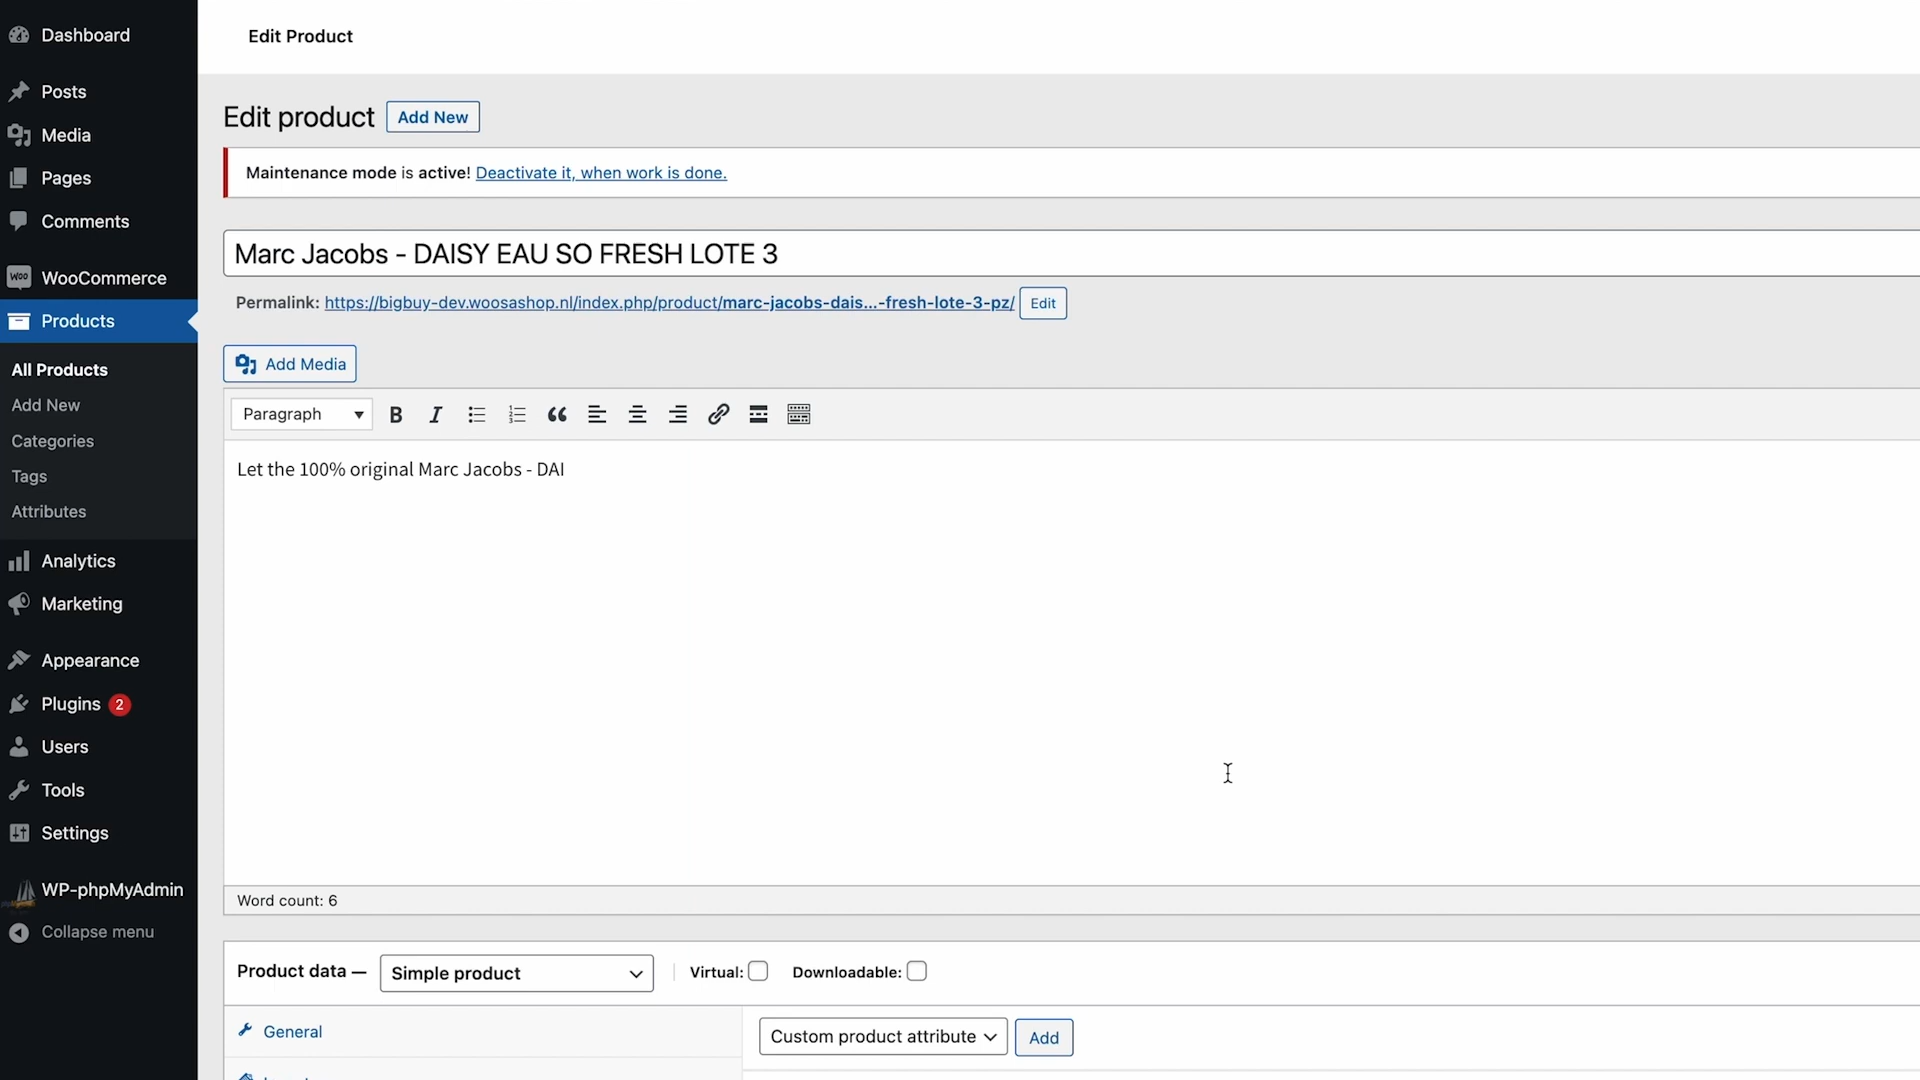 Dashboard
Posts
Media
Pages
Comments
WOO WooCommerce
Products
All Products
Add New
Categories
Tags
Attributes
Analytics
Marketing
Appearance
Plugins 2
Users
Tools
Settings
WP-phpMyAdmin
Collapse menu
Edit Product
Edit product Add New
Maintenance mode is active! Deactivate it, when work is done.
Marc Jacobs - DAISY EAU SO FRESH LOTE 3
Permalink: https://bigbuy-dev.woosashop.nl/index.php/product/marc-jacobs-dais...-fresh-lote-3-pz/ Edit
Add Media
Paragraph B I
Let the 100% original Marc Jacobs - DAI
Word count: 6
Product data — Simple product Virtual: Downloadable:
General
Custom product attribute Add